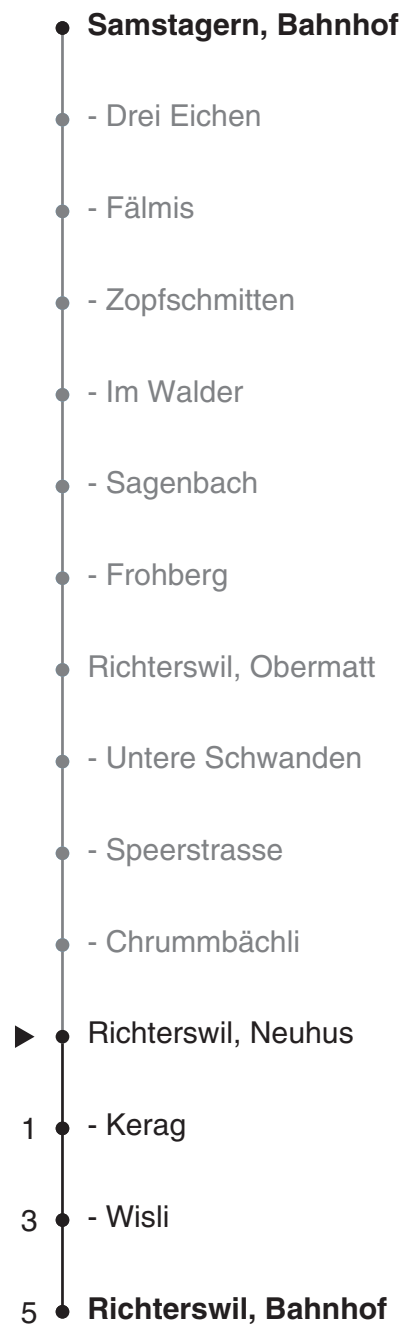 Samstagern, Bahnhof
- Drei Eichen
- Fälmis
- Zopfschmitten
- Im Walder
- Sagenbach
- Frohberg
Richterswil, Obermatt
- Untere Schwanden
- Speerstrasse
- Chrummbächli
Richterswil, Neuhus
1 - Kerag
3 - Wisli
5 Richterswil, Bahnhof